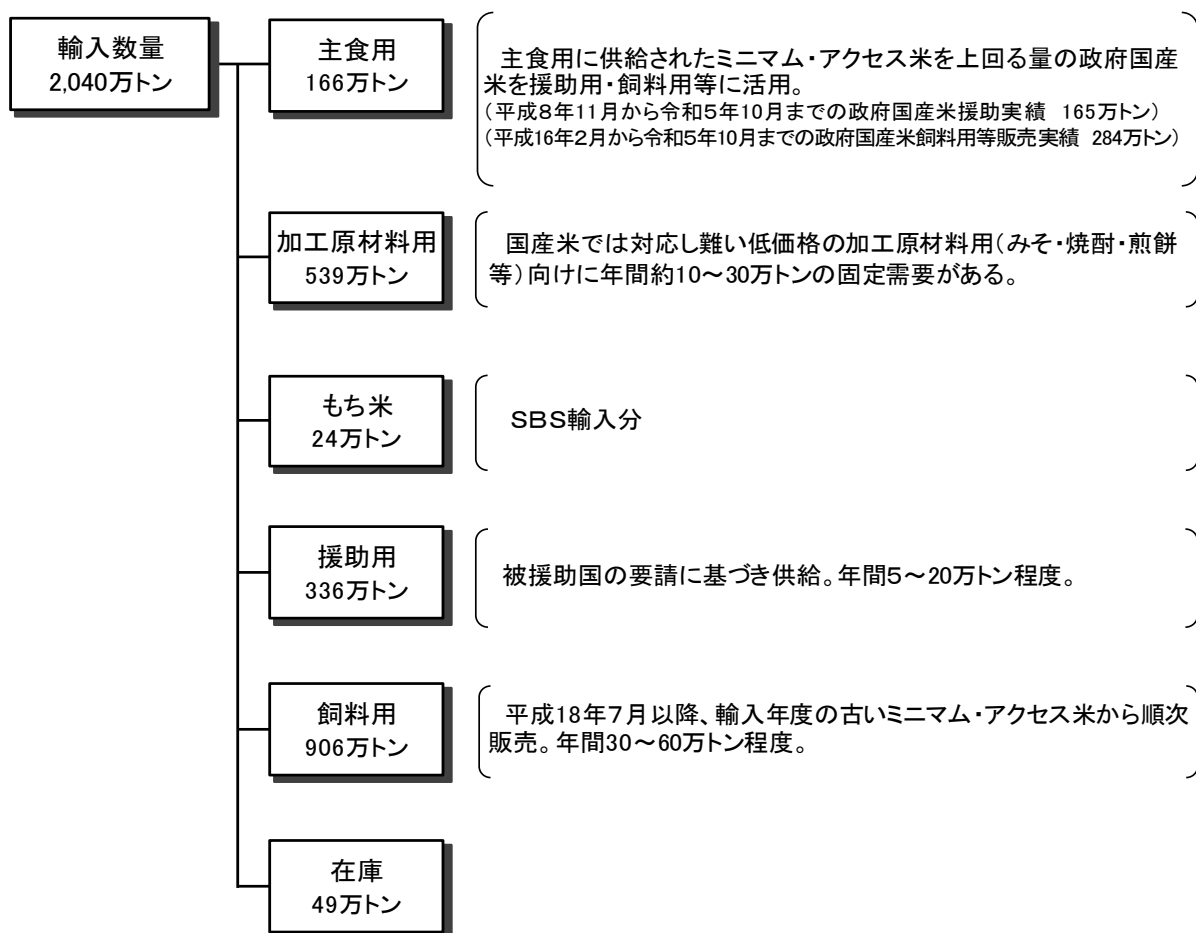 輸入数量
2,040万トン
主食用
166万トン
主食用に供給されたミニマム・アクセス米を上回る量の政府国産
米を援助用・飼料用等に活用。
(平成8年11月から令和5年10月までの政府国産米援助実績 165万トン)
(平成16年2月から令和5年10月までの政府国産米飼料用等販売実績 284万トン)
加工原材料用
539万トン
国産米では対応し難い低価格の加工原材料用(みそ・焼酎・煎餅
等)向けに年間約10～30万トンの固定需要がある。
もち米
24万トン
SBS輸入分
援助用
336万トン
被援助国の要請に基づき供給。年間5～20万トン程度。
飼料用
906万トン
平成18年7月以降、輸入年度の古いミニマム・アクセス米から順次
販売。年間30～60万トン程度。
在庫
49万トン